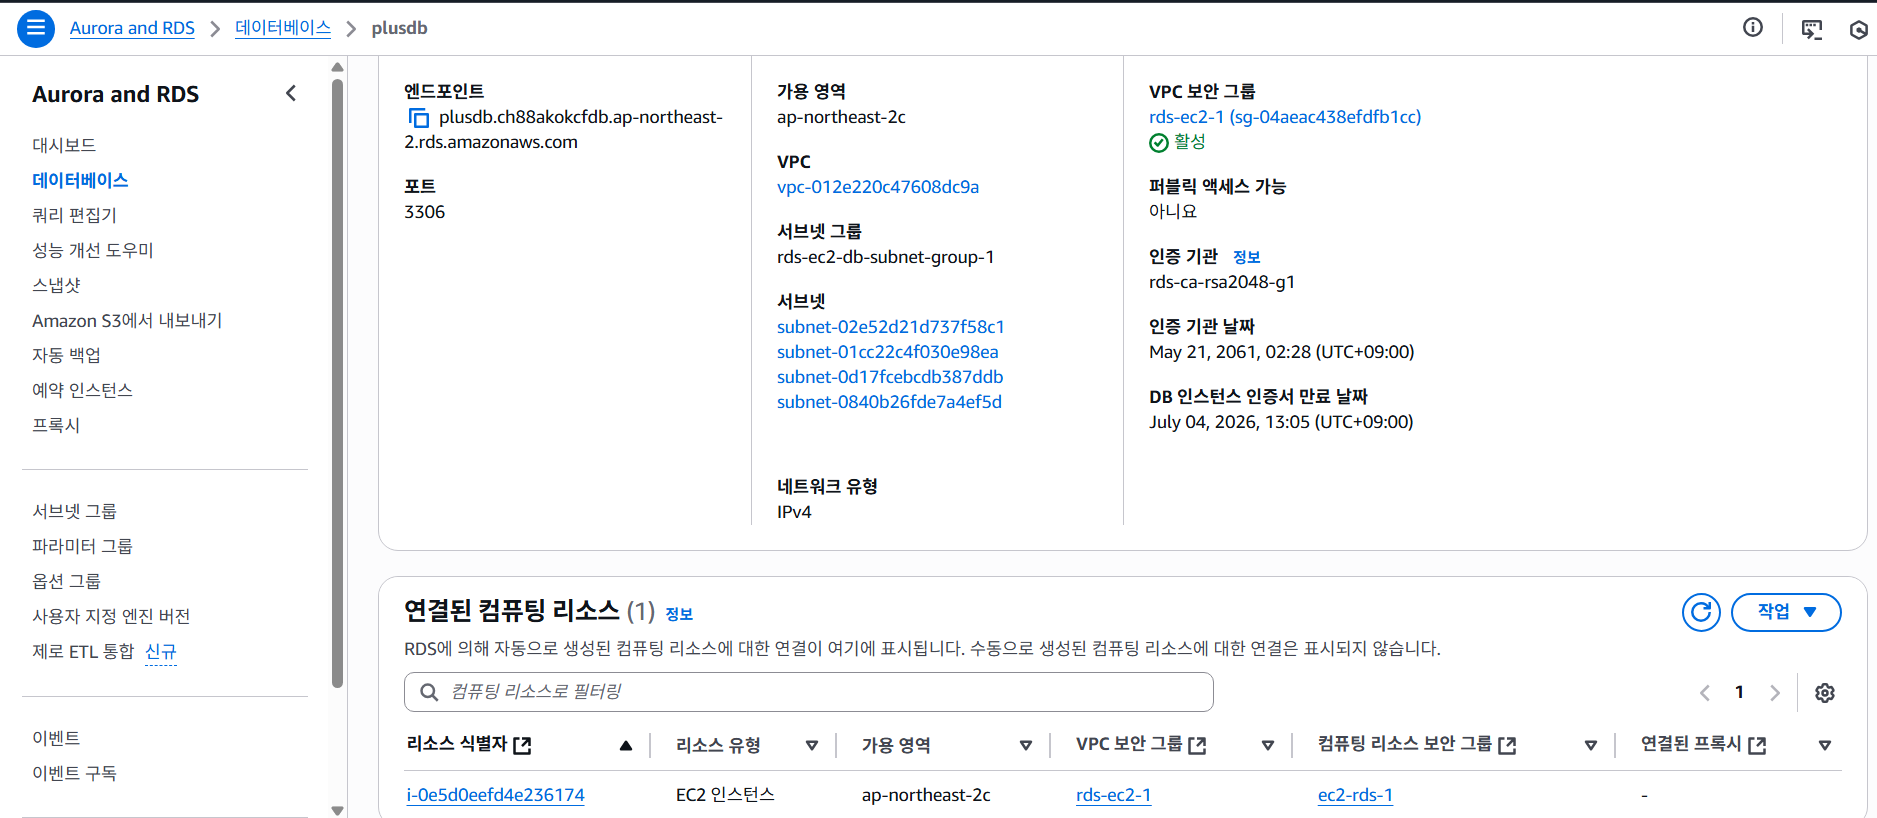 Aurora and RDS > 데이터베이스 > plusdb
Aurora and RDS
대시보드
데이터베이스
쿼리 편집기
성능 개선 도우미
스냅샷
Amazon S3에서 내보내기
자동 백업
예약 인스턴스
프록시
서브넷 그룹
파라미터 그룹
옵션 그룹
사용자 지정 엔진 버전
제로 ETL 통합 신규
이벤트
이벤트 구독
엔드포인트
plusdb.ch88akokcfdb.ap-northeast-
2.rds.amazonaws.com
포트
3306
가용 영역
ap-northeast-2c
VPC
vpc-012e220c47608dc9a
서브넷 그룹
rds-ec2-db-subnet-group-1
서브넷
subnet-02e52d21d737f58c1
subnet-01cc22c4f030e98ea
subnet-0d17fcebcdb387ddb
subnet-0840b26fde7a4ef5d
네트워크 유형
IPv4
VPC 보안 그룹
rds-ec2-1 (sg-04aeac438efdfb1cc)
활성
퍼블릭 액세스 가능
아니요
인증 기관 정보
rds-ca-rsa2048-g1
인증 기관 날짜
May 21, 2061, 02:28 (UTC+09:00)
DB 인스턴스 인증서 만료 날짜
July 04, 2026, 13:05 (UTC+09:00)
연결된 컴퓨팅 리소스 (1) 정보
작업
RDS에 의해 자동으로 생성된 컴퓨팅 리소스에 대한 연결이 여기에 표시됩니다. 수동으로 생성된 컴퓨팅 리소스에 대한 연결은 표시되지 않습니다.
컴퓨팅 리소스로 필터링
1
리소스 식별자 리소스 유형 가용 영역 VPC 보안 그룹 컴퓨팅 리소스 보안 그룹 연결된 프록시
i-0e5d0eefd4e236174 EC2 인스턴스 ap-northeast-2c rds-ec2-1 ec2-rds-1 -